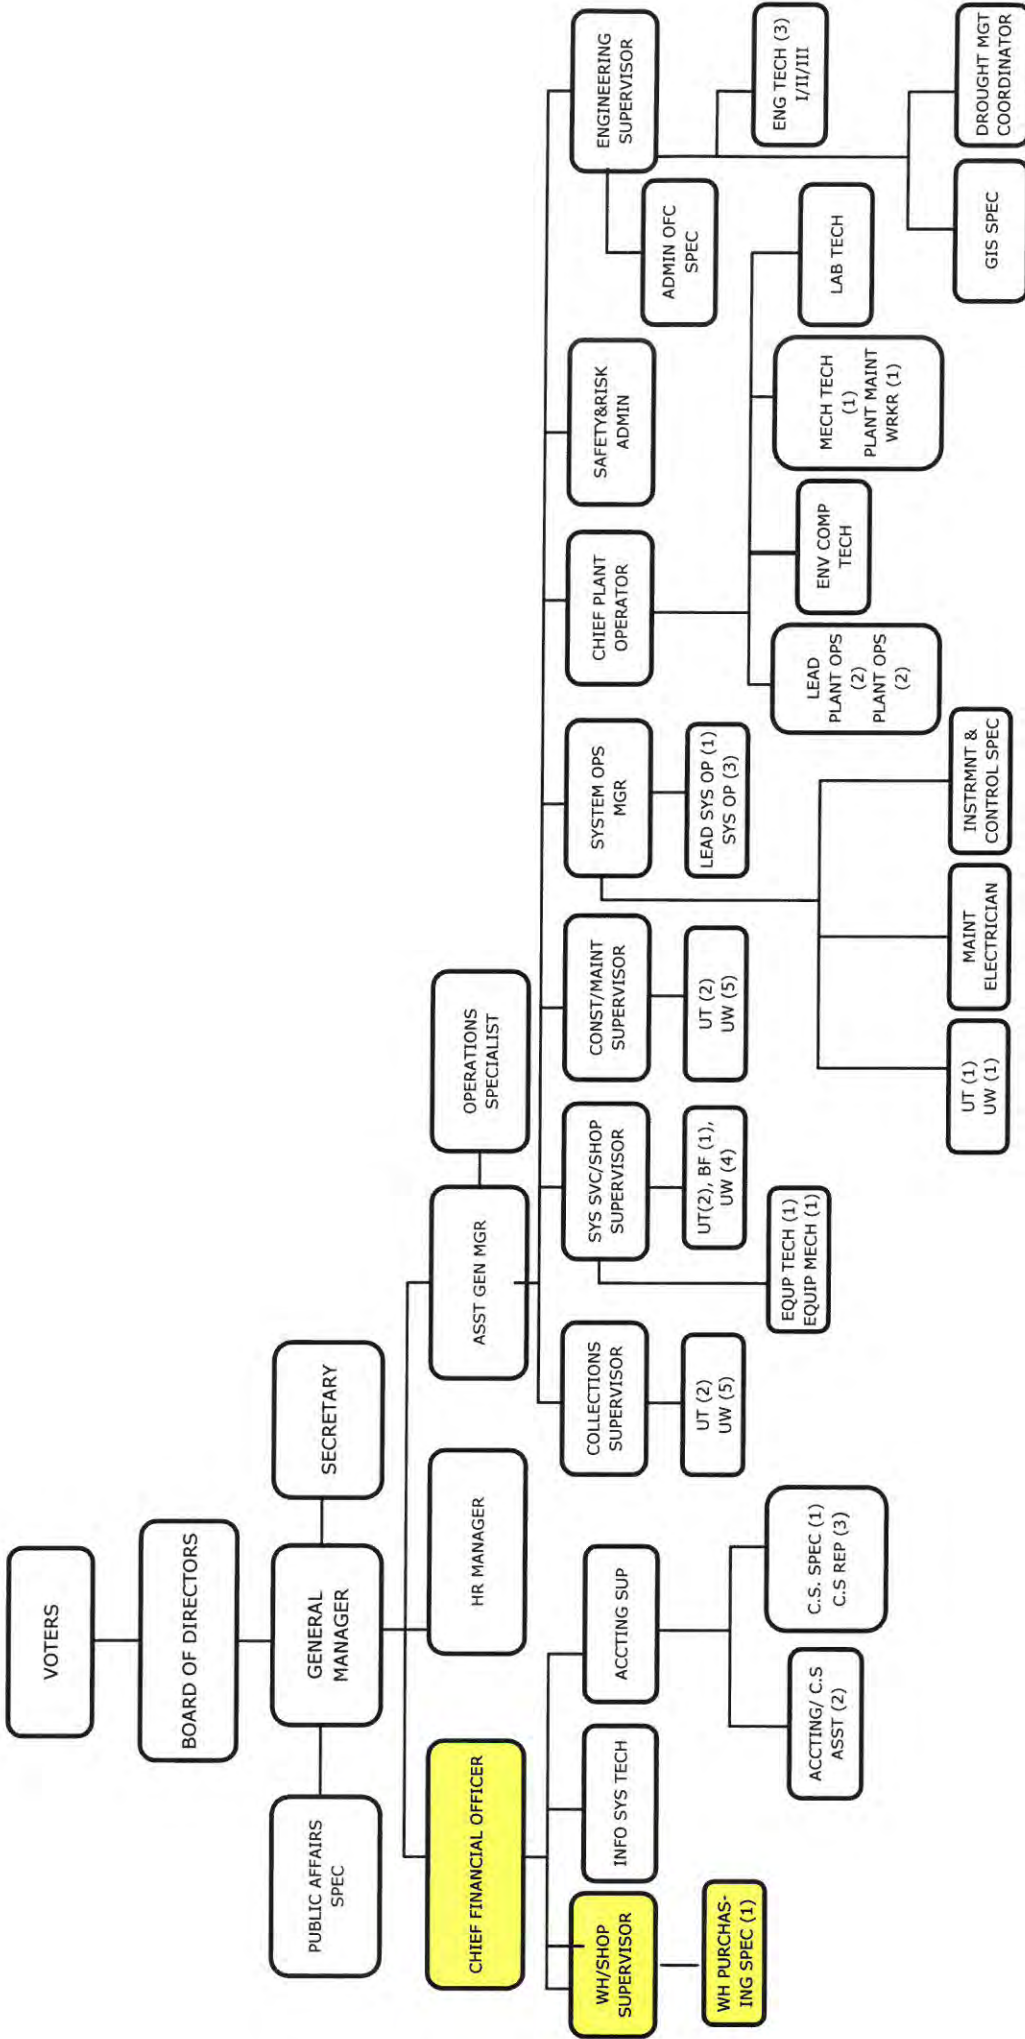 VOTERS
BOARD OF DIRECTORS
PUBLIC AFFAIRS
SPEC
GENERAL
MANAGER
SECRETARY
CHIEF FINANCIAL OFFICER
HR MANAGER
ASST GEN MGR
OPERATIONS
SPECIALIST
WH/SHOP
SUPERVISOR
INFO SYS TECH
ACCTING SUP
COLLECTIONS
SUPERVISOR
SYS SVC/SHOP
SUPERVISOR
CONST/MAINT
SUPERVISOR
SYSTEM OPS
MGR
CHIEF PLANT
OPERATOR
SAFETY&RISK
ADMIN
ENGINEERING
SUPERVISOR
WH PURCHAS-
ING SPEC (1)
ACCTING/ C.S
ASST (2)
C.S. SPEC (1)
C.S REP (3)
UT (2)
UW (5)
EQUP TECH (1)
EQUIP MECH (1)
UT(2), BF (1),
UW (4)
UT (2)
UW (5)
LEAD SYS OP (1)
SYS OP (3)
UT (1)
UW (1)
MAINT
ELECTRICIAN
INSTRMNT &
CONTROL SPEC
LEAD
PLANT OPS
(2)
PLANT OPS
(2)
ENV COMP
TECH
MECH TECH
(1)
PLANT MAINT
WRKR (1)
LAB TECH
ADMIN OFC
SPEC
ENG TECH (3)
I/II/III
GIS SPEC
DROUGHT MGT
COORDINATOR